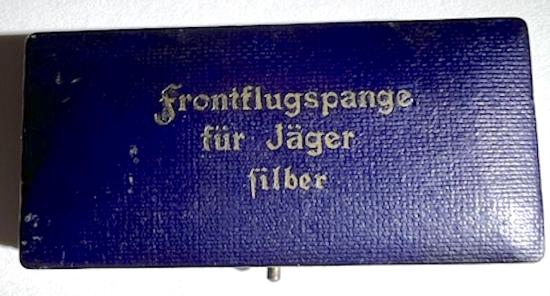 Frontflugspange
für Jäger
ſilber